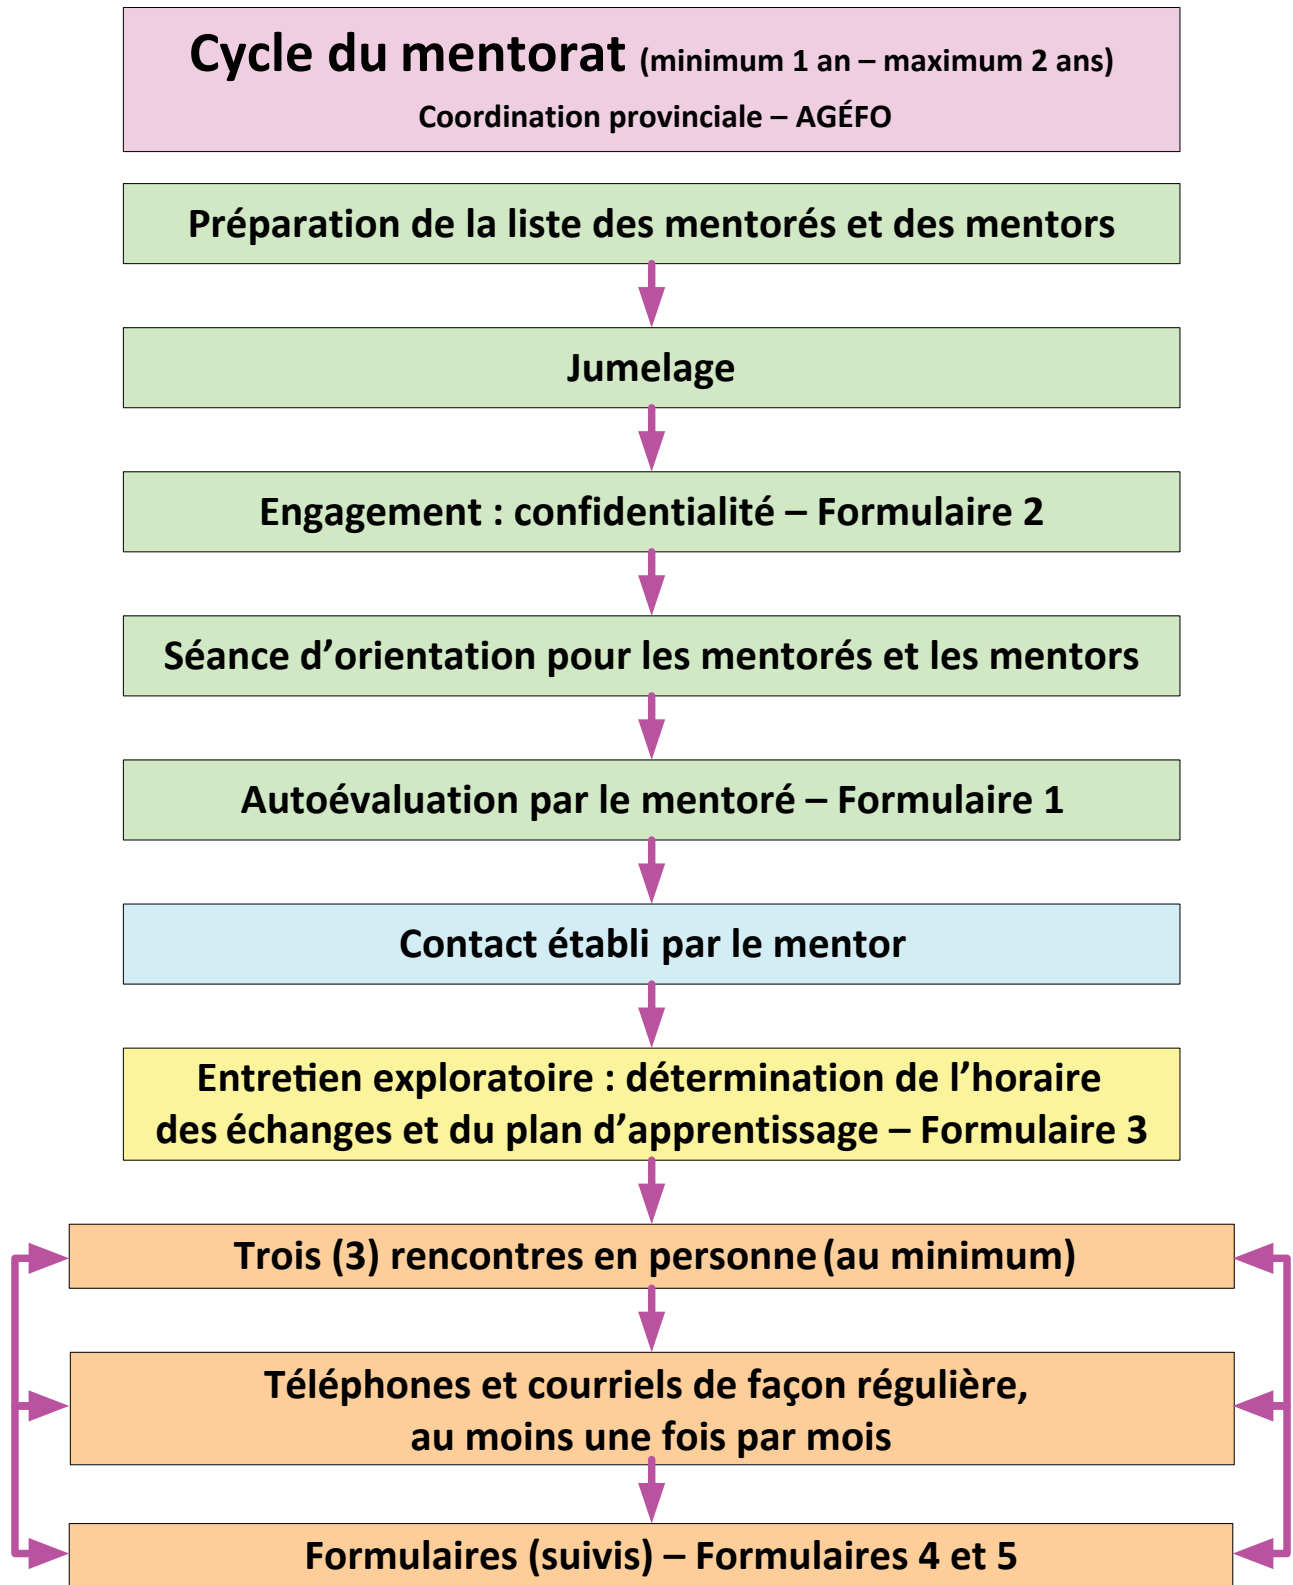 Cycle du mentorat (minimum 1 an – maximum 2 ans)
Coordination provinciale – AGÉFO
Préparation de la liste des mentorés et des mentors
Jumelage
Engagement : confidentialité – Formulaire 2
Séance d’orientation pour les mentorés et les mentors
Autoévaluation par le mentoré – Formulaire 1
Contact établi par le mentor
Entretien exploratoire : détermination de l’horaire
des échanges et du plan d’apprentissage – Formulaire 3
Trois (3) rencontres en personne (au minimum)
Téléphones et courriels de façon régulière,
au moins une fois par mois
Formulaires (suivis) – Formulaires 4 et 5